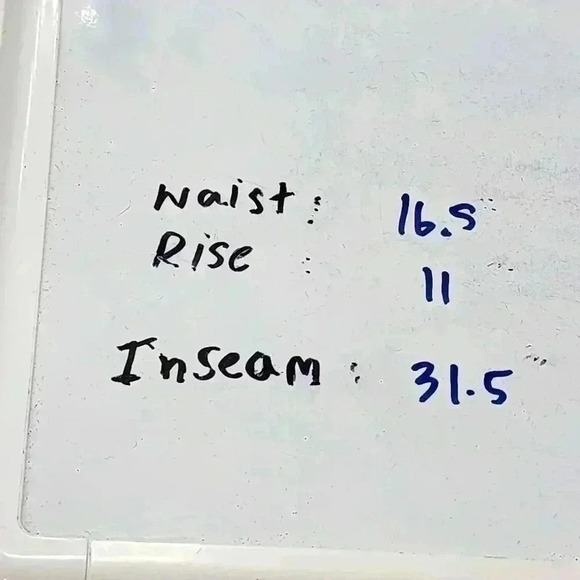 Waist : 16.5
Rise : 11
Inseam : 31.5